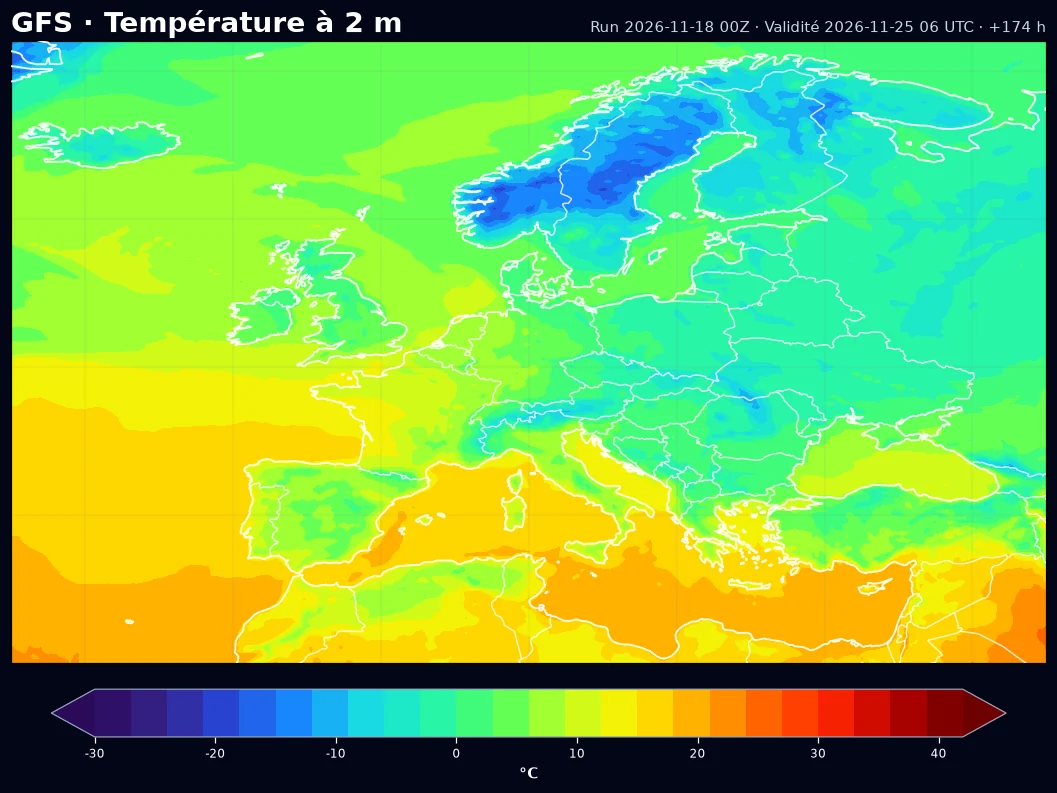 GFS · Température à 2 m
Run 2026-11-18 00Z · Validité 2026-11-25 06 UTC · +174 h
-30 -20 -10 0 10 20 30 40
°C